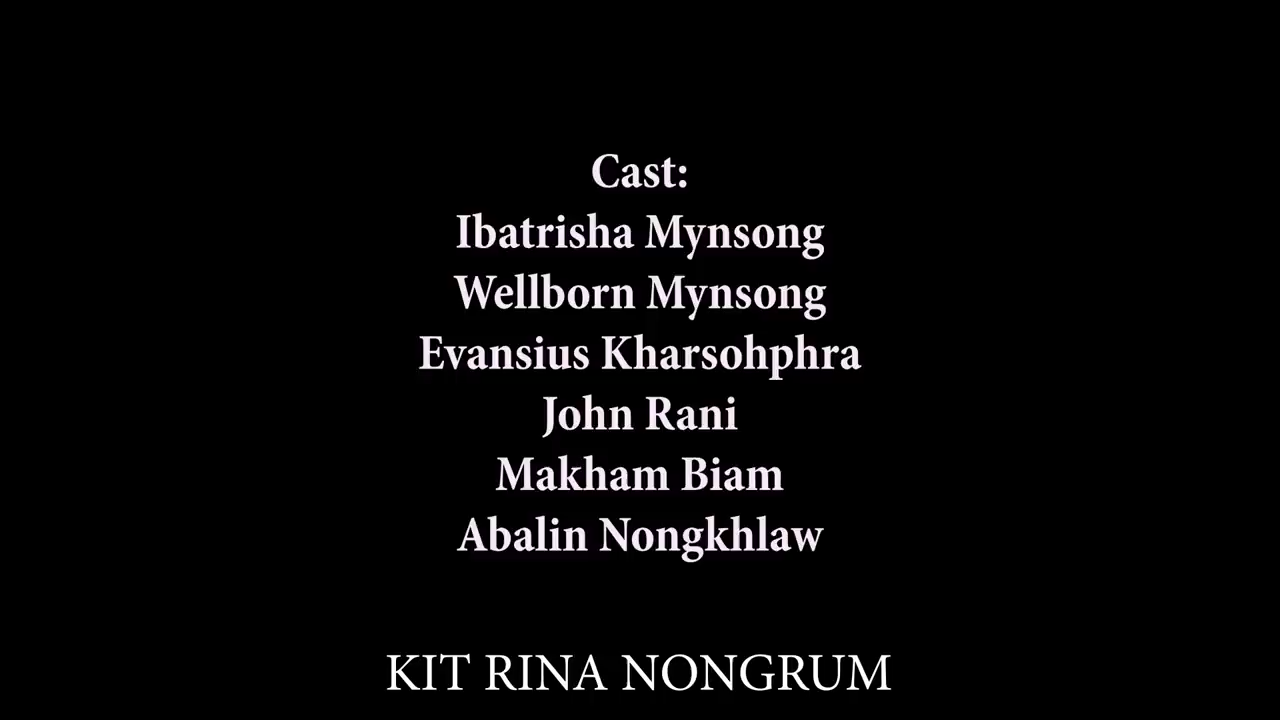 Cast:
Ibatrisha Mynsong
Wellborn Mynsong
Evansius Kharsohphra
John Rani
Makham Biam
Abalin Nongkhlaw
KIT RINA NONGRUM